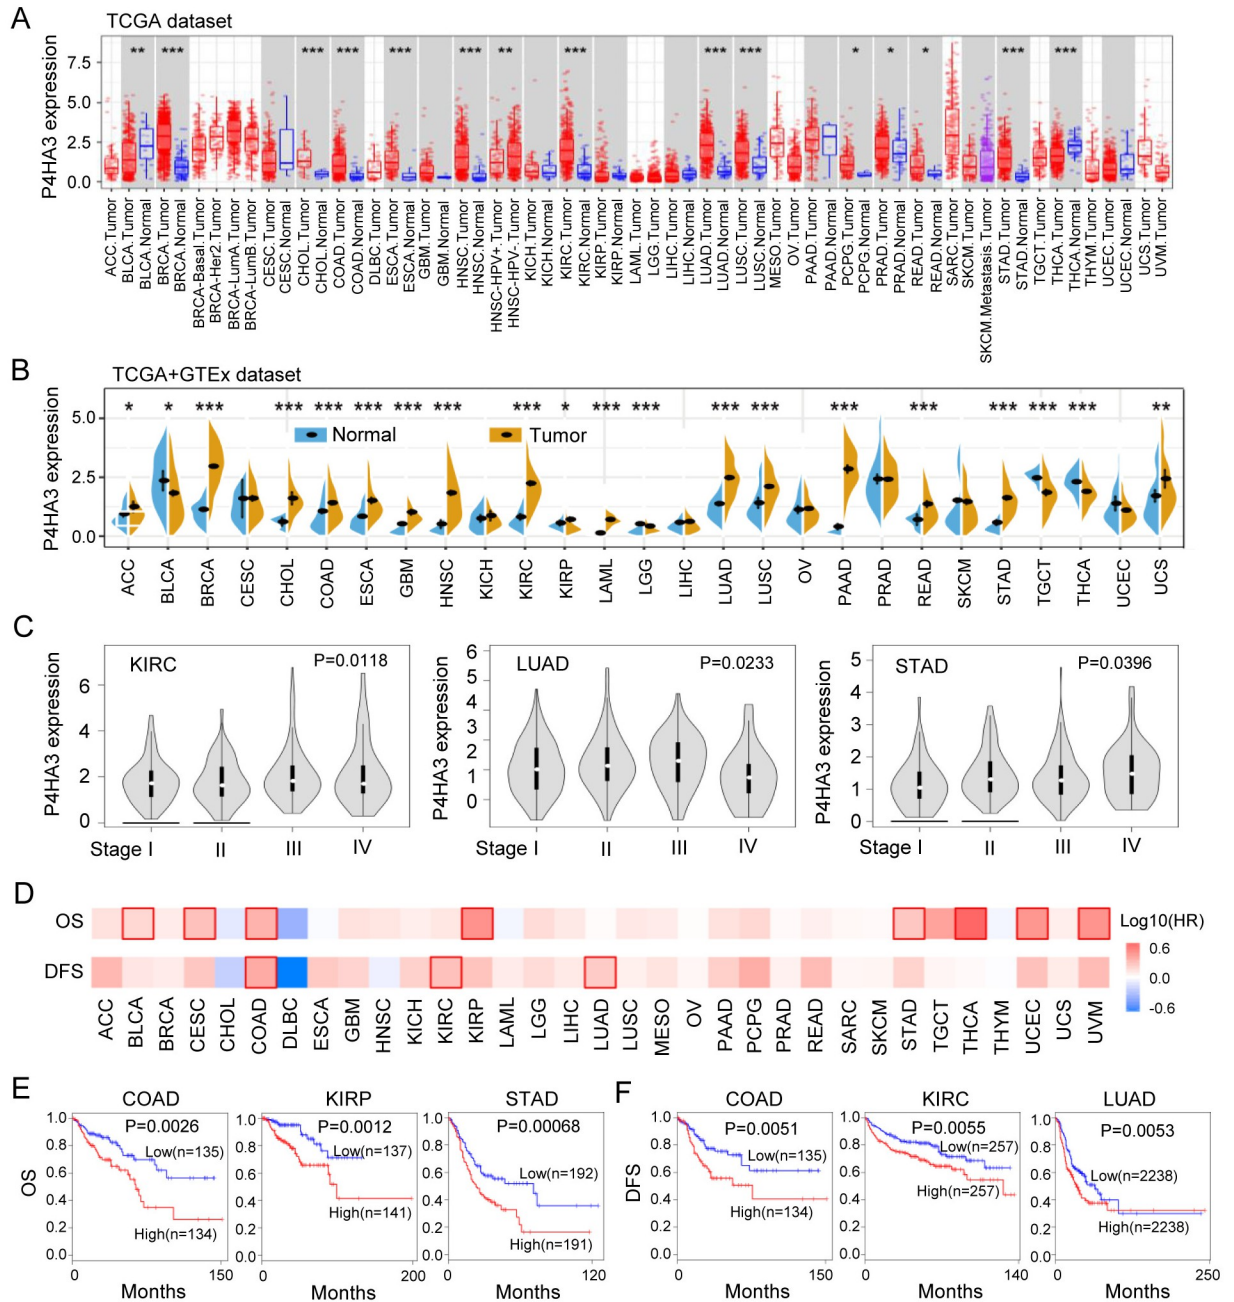 A
TCGA dataset
P4HA3 expression
7.5
5.0
2.5
0.0
** *** *** *** *** *** ** *** *** *** * * * *** ***
ACC.Tumor
BLCA.Tumor
BLCA.Normal
BRCA.Tumor
BRCA.Normal
BRCA-Basal.Tumor
BRCA-Her2.Tumor
BRCA-LumA.Tumor
BRCA-LumB.Tumor
CESC.Tumor
CESC.Normal
CHOL.Tumor
CHOL.Normal
COAD.Tumor
COAD.Normal
DLBC.Tumor
ESCA.Tumor
ESCA.Normal
GBM.Tumor
GBM.Normal
HNSC.Tumor
HNSC.Normal
HNSC-HPV+.Tumor
HNSC-HPV-.Tumor
KICH.Tumor
KICH.Normal
KIRC.Tumor
KIRC.Normal
KIRP.Tumor
KIRP.Normal
LAML.Tumor
LGG.Tumor
LIHC.Tumor
LIHC.Normal
LUAD.Tumor
LUAD.Normal
LUSC.Tumor
LUSC.Normal
MESO.Tumor
OV.Tumor
PAAD.Tumor
PAAD.Normal
PCPG.Tumor
PCPG.Normal
PRAD.Tumor
PRAD.Normal
READ.Tumor
READ.Normal
SARC.Tumor
SKCM.Tumor
SKCM.Metastasis.Tumor
STAD.Tumor
STAD.Normal
TGCT.Tumor
THCA.Tumor
THCA.Normal
THYM.Tumor
UCEC.Tumor
UCEC.Normal
UCS.Tumor
UVM.Tumor
B
TCGA+GTEx dataset
P4HA3 expression
5.0
2.5
0.0
* * *** *** *** *** *** *** *** * *** *** *** *** *** *** *** *** *** **
Normal
Tumor
ACC BLCA BRCA CESC CHOL COAD ESCA GBM HNSC KICH KIRC KIRP LAML LGG LIHC LUAD LUSC OV PAAD PRAD READ SKCM STAD TGCT THCA UCEC UCS
C
P4HA3 expression
6
4
2
0
KIRC
P=0.0118
Stage I II III IV
P4HA3 expression
6
5
4
3
2
1
0
LUAD
P=0.0233
Stage I II III IV
P4HA3 expression
5
4
3
2
1
0
STAD
P=0.0396
Stage I II III IV
D
OS
DFS
Log10(HR)
0.6
0.0
-0.6
ACC BLCA BRCA CESC CHOL COAD DLBC ESCA GBM HNSC KICH KIRC KIRP LAML LGG LIHC LUAD LUSC MESO OV PAAD PCPG PRAD READ SARC SKCM STAD TGCT THCA THYM UCEC UCS UVM
E
OS
COAD
P=0.0026
Low(n=135)
High(n=134)
1.0
0.8
0.6
0.4
0.2
0.0
0 150
Months
KIRP
P=0.0012
Low(n=137)
High(n=141)
1.0
0.8
0.6
0.4
0.2
0.0
0 200
Months
STAD
P=0.00068
Low(n=192)
High(n=191)
1.0
0.8
0.6
0.4
0.2
0.0
0 120
Months
F
DFS
COAD
P=0.0051
Low(n=135)
High(n=134)
1.0
0.8
0.6
0.4
0.2
0.0
0 150
Months
KIRC
P=0.0055
Low(n=257)
High(n=257)
1.0
0.8
0.6
0.4
0.2
0.0
0 140
Months
LUAD
P=0.0053
Low(n=2238)
High(n=2238)
1.0
0.8
0.6
0.4
0.2
0.0
0 250
Months